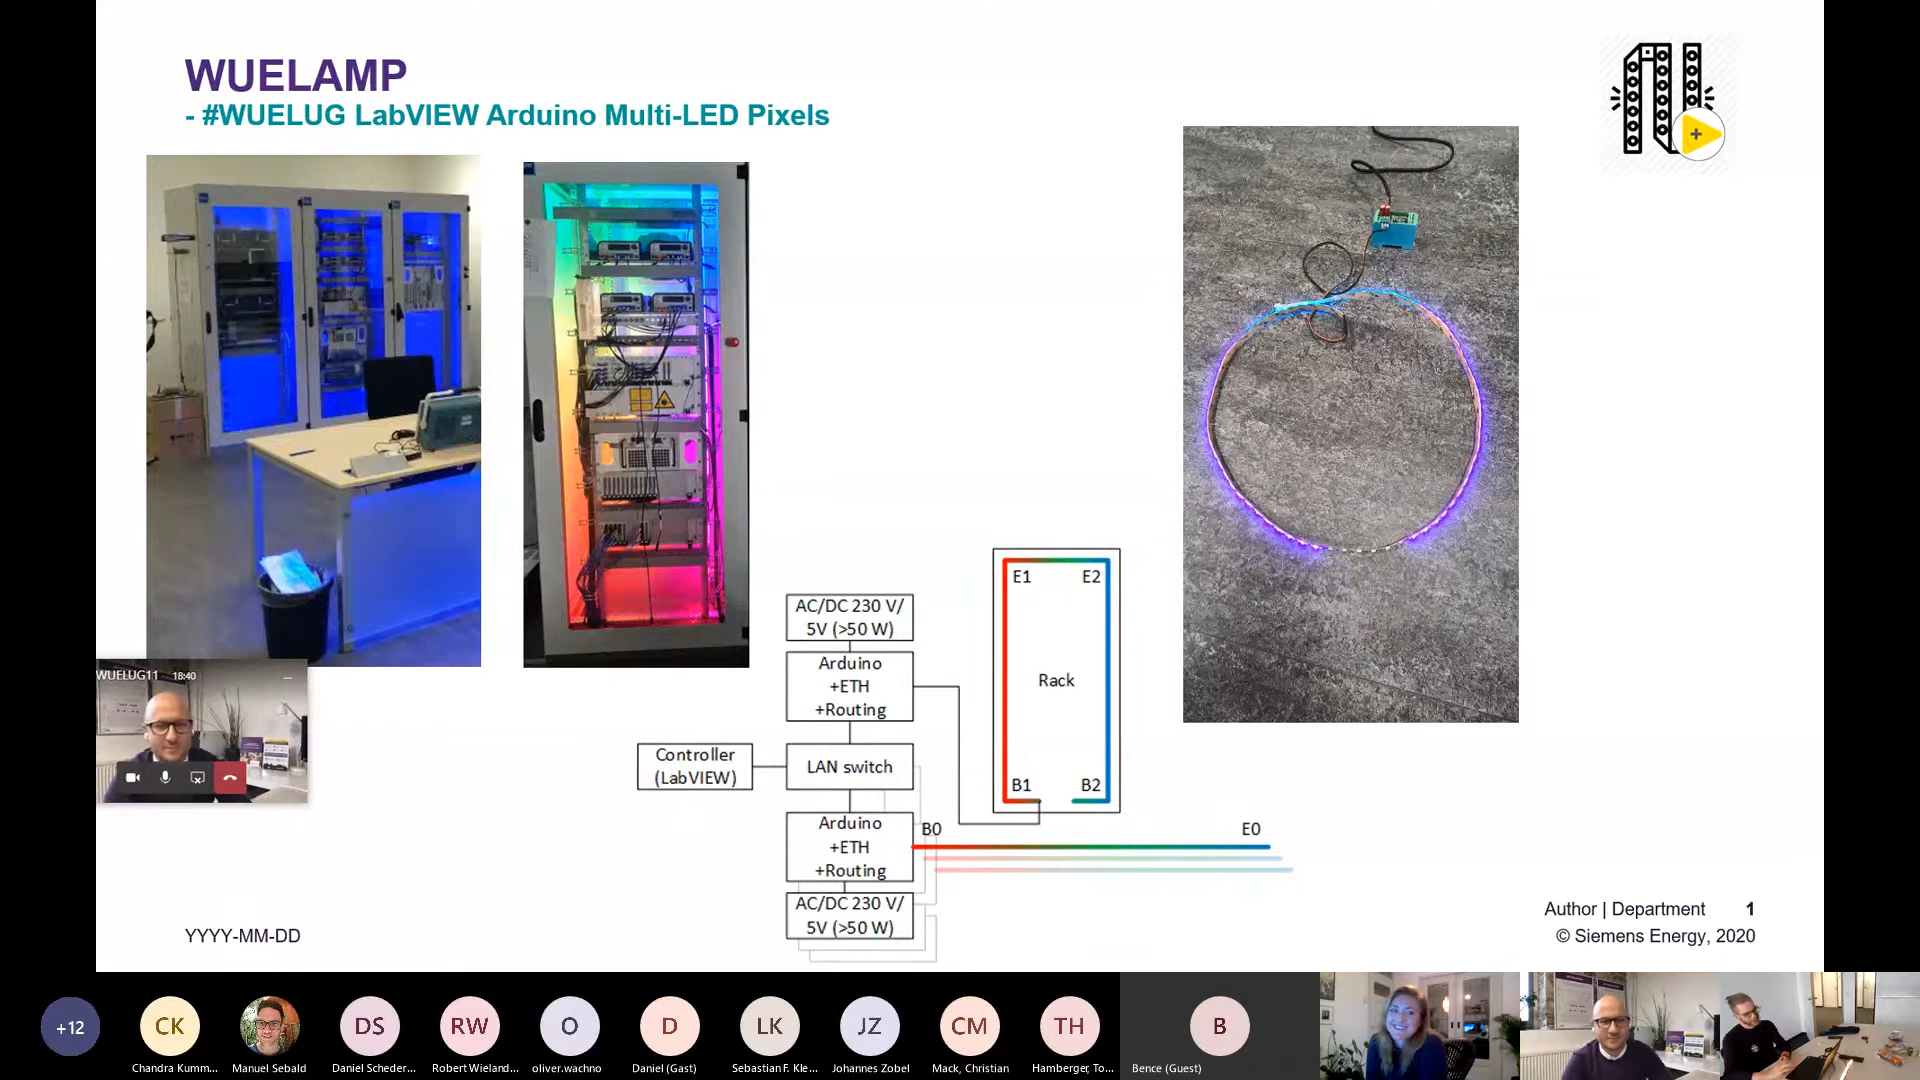 WUELAMP
- #WUELUG LabVIEW Arduino Multi-LED Pixels
AC/DC 230 V/
5V (>50 W)
Arduino
+ETH
+Routing
Controller
(LabVIEW)
LAN switch
Arduino
+ETH
+Routing
AC/DC 230 V/
5V (>50 W)
E1 E2
Rack
B1 B2
B0 E0
WUELUG11 18:40
YYYY-MM-DD
Author | Department 1
© Siemens Energy, 2020
+12
CK
DS
RW
O
D
LK
JZ
CM
TH
B
Chandra Kumm...
Manuel Sebald
Daniel Scheder...
Robert Wieland...
oliver.wachno
Daniel (Gast)
Sebastian F. Kle...
Johannes Zobel
Mack, Christian
Hamberger, To...
Bence (Guest)